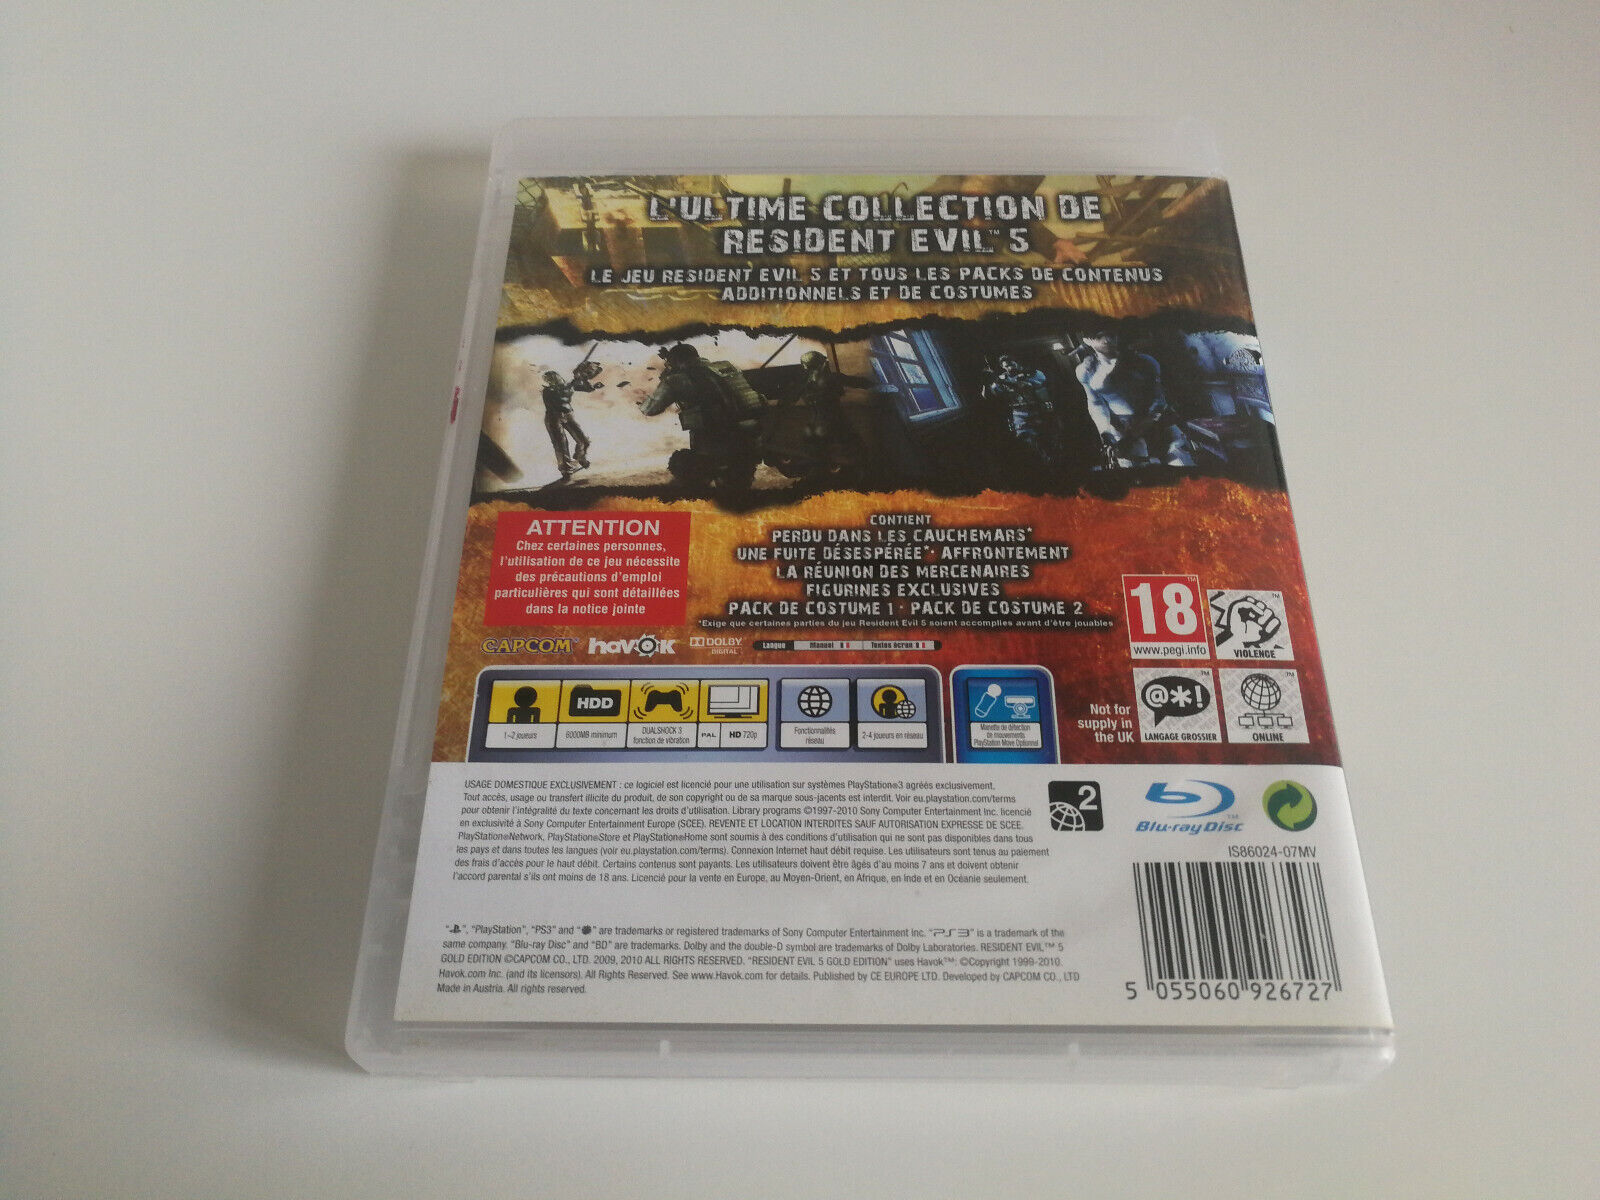 L'ULTIME COLLECTION DE
RESIDENT EVIL™ 5
LE JEU RESIDENT EVIL 5 ET TOUS LES PACKS DE CONTENUS
ADDITIONNELS ET DE COSTUMES
ATTENTION
Chez certaines personnes,
l'utilisation de ce jeu nécessite
des précautions d'emploi
particulières qui sont détaillées
dans la notice jointe
CONTIENT
PERDU DANS LES CAUCHEMARS*
UNE FUITE DÉSESPÉRÉE*· AFFRONTEMENT
LA RÉUNION DES MERCENAIRES
FIGURINES EXCLUSIVES
PACK DE COSTUME 1 · PACK DE COSTUME 2
*Exige que certaines parties du jeu Resident Evil 5 soient accomplies avant d'être jouables
CAPCOM havok DOLBY DIGITAL
Langue Manuel Textes écran
18
www.pegi.info
VIOLENCE
LANGAGE GROSSIER
ONLINE
Not for
supply in
the UK
1-2 joueurs
HDD
6000MB minimum
DUALSHOCK 3
fonction de vibration
PAL HD 720p
Fonctionnalités
réseau
2-4 joueurs en réseau
Manette de détection
de mouvements
PlayStation Move Optionnel
USAGE DOMESTIQUE EXCLUSIVEMENT : ce logiciel est licencié pour une utilisation sur systèmes PlayStation®3 agréés exclusivement.
Tout accès, usage ou transfert illicite du produit, de son copyright ou de sa marque sous-jacents est interdit. Voir eu.playstation.com/terms
pour obtenir l'intégralité du texte concernant les droits d'utilisation. Library programs ©1997-2010 Sony Computer Entertainment Inc. licencié
en exclusivité à Sony Computer Entertainment Europe (SCEE). REVENTE ET LOCATION INTERDITES SAUF AUTORISATION EXPRESSE DE SCEE.
PlayStation®Network, PlayStation®Store et PlayStation®Home sont soumis à des conditions d'utilisation qui ne sont pas disponibles dans tous
les pays et dans toutes les langues (voir eu.playstation.com/terms). Connexion Internet haut débit requise. Les utilisateurs sont tenus au paiement
des frais d'accès pour le haut débit. Certains contenus sont payants. Les utilisateurs doivent être âgés d'au moins 7 ans et doivent obtenir
l'accord parental s'ils ont moins de 18 ans. Licencié pour la vente en Europe, au Moyen-Orient, en Afrique, en Inde et en Océanie seulement.
2
Blu-ray Disc
IS86024-07MV
"", "PlayStation", "PS3" and "" are trademarks or registered trademarks of Sony Computer Entertainment Inc. "PS3" is a trademark of the
same company. "Blu-ray Disc" and "BD" are trademarks. Dolby and the double-D symbol are trademarks of Dolby Laboratories. RESIDENT EVIL™ 5
GOLD EDITION ©CAPCOM CO., LTD. 2009, 2010 ALL RIGHTS RESERVED. "RESIDENT EVIL 5 GOLD EDITION" uses Havok™: ©Copyright 1999-2010.
Havok.com Inc. (and its licensors). All Rights Reserved. See www.Havok.com for details. Published by CE EUROPE LTD. Developed by CAPCOM CO., LTD
Made in Austria. All rights reserved.
5 055060 926727